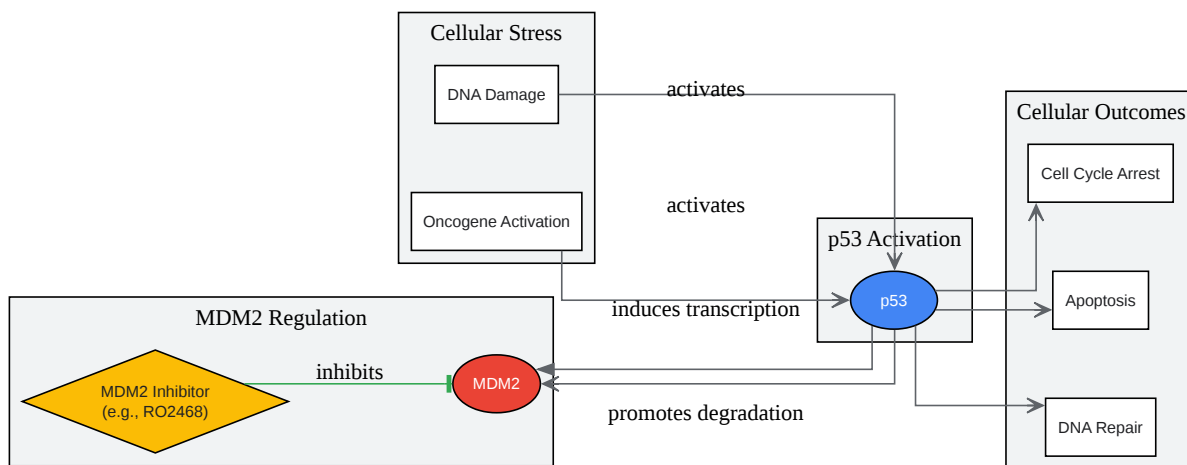 Cellular Stress
DNA Damage
activates
Cellular Outcomes
Cell Cycle Arrest
Oncogene Activation
activates
p53 Activation
p53
Apoptosis
induces transcription
MDM2 Regulation
inhibits
MDM2
MDM2 Inhibitor
(e.g., RO2468)
promotes degradation
DNA Repair